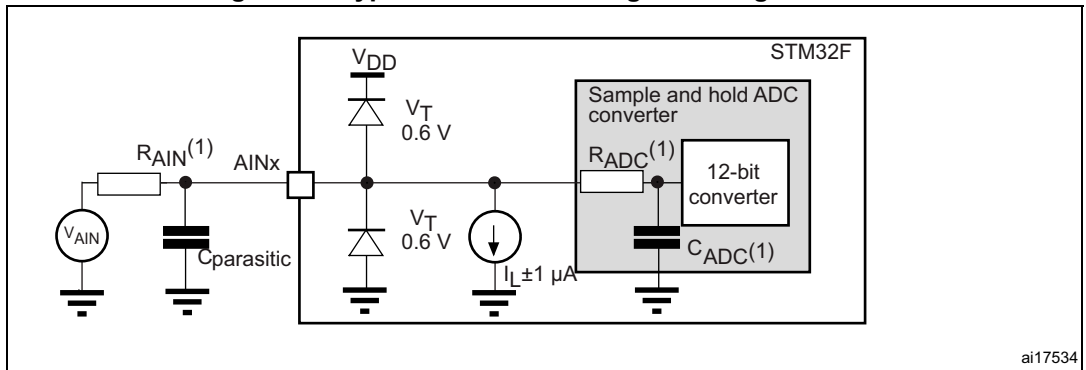 STM32F
VDD
Sample and hold ADC
converter
VT
0.6 V
RAIN(1)
AINx
RADC(1)
12-bit
converter
VAIN
Cparasitic
VT
0.6 V
IL±1 µA
CADC(1)
ai17534